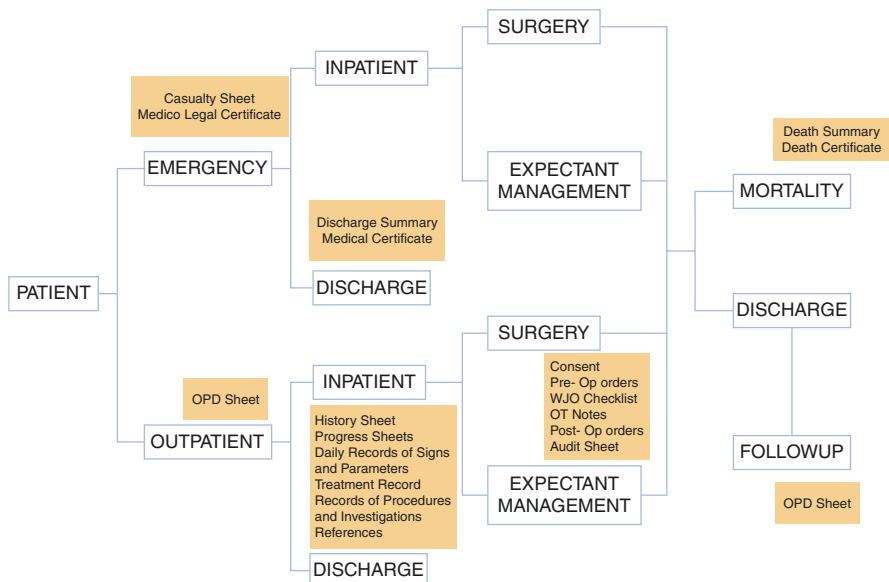 SURGERY
INPATIENT
Casualty Sheet
Medico Legal Certificate
Death Summary
Death Certificate
EMERGENCY
EXPECTANT
MANAGEMENT
MORTALITY
Discharge Summary
Medical Certificate
PATIENT
DISCHARGE
DISCHARGE
SURGERY
INPATIENT
Consent
Pre- Op orders
WJO Checklist
OT Notes
Post- Op orders
Audit Sheet
OPD Sheet
History Sheet
Progress Sheets
Daily Records of Signs
and Parameters
Treatment Record
Records of Procedures
and Investigations
References
OUTPATIENT
FOLLOWUP
EXPECTANT
MANAGEMENT
OPD Sheet
DISCHARGE